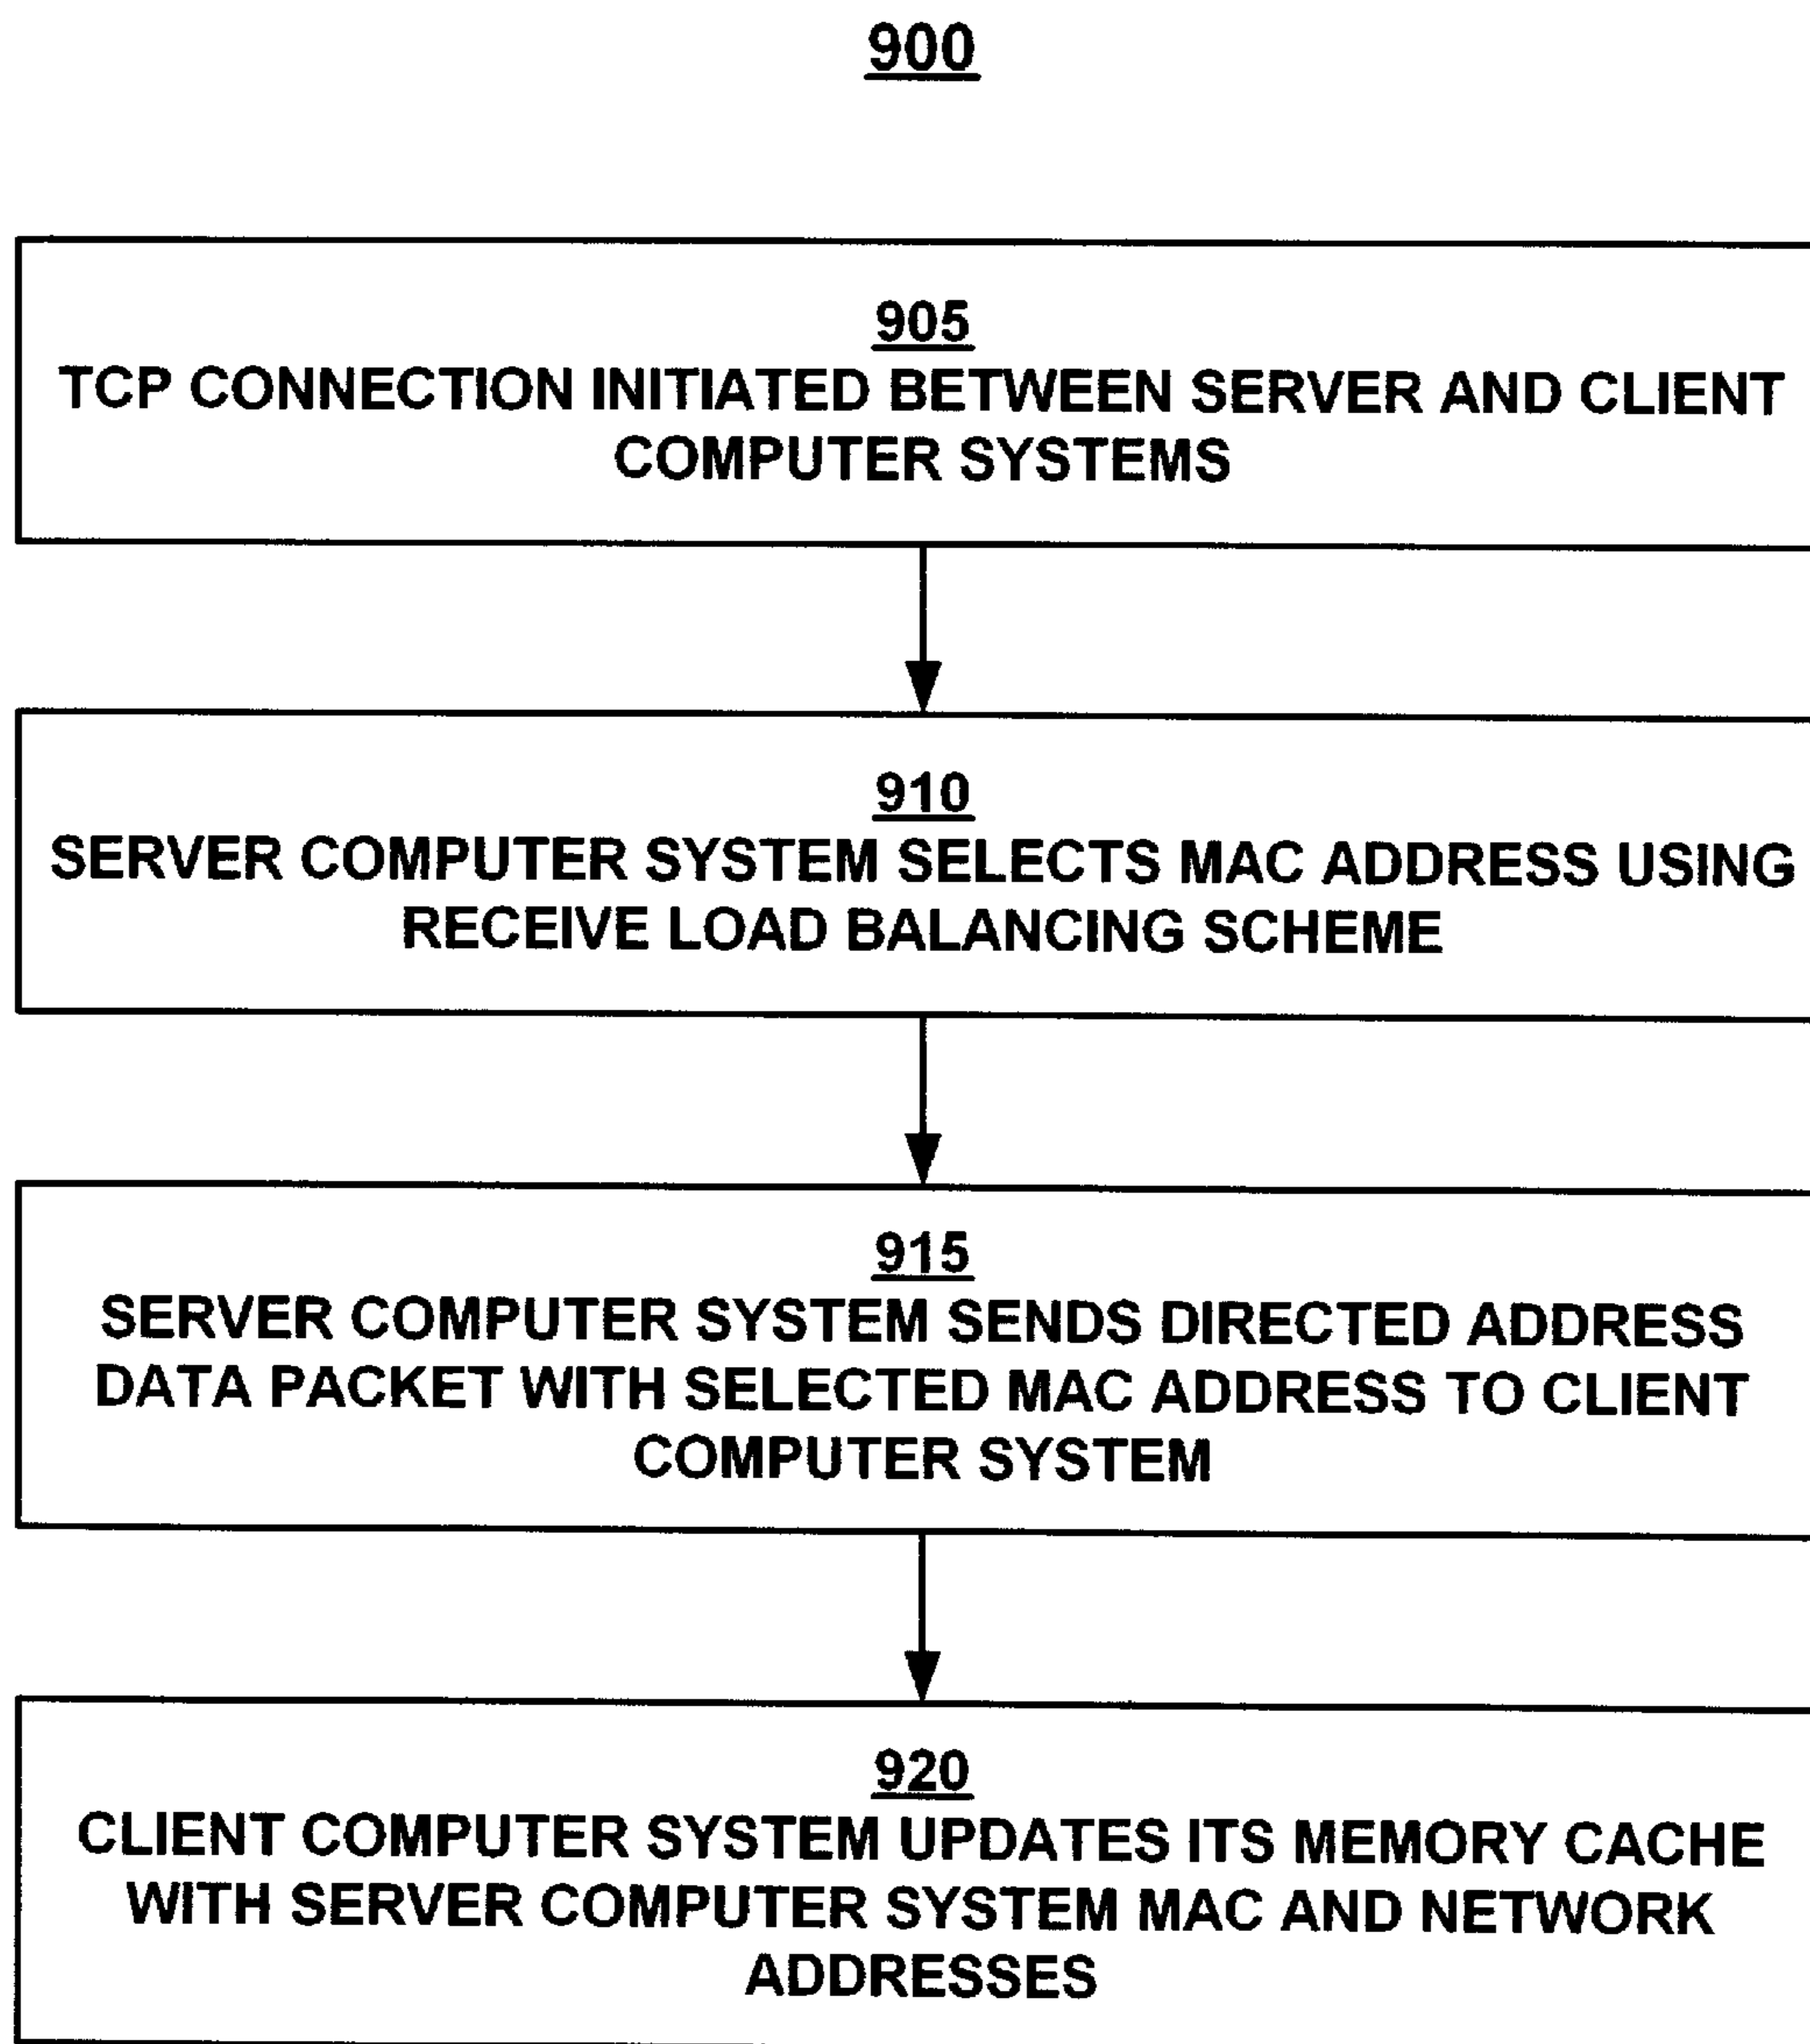 900
905
TCP CONNECTION INITIATED BETWEEN SERVER AND CLIENT
COMPUTER SYSTEMS
910
SERVER COMPUTER SYSTEM SELECTS MAC ADDRESS USING
RECEIVE LOAD BALANCING SCHEME
915
SERVER COMPUTER SYSTEM SENDS DIRECTED ADDRESS
DATA PACKET WITH SELECTED MAC ADDRESS TO CLIENT
COMPUTER SYSTEM
920
CLIENT COMPUTER SYSTEM UPDATES ITS MEMORY CACHE
WITH SERVER COMPUTER SYSTEM MAC AND NETWORK
ADDRESSES